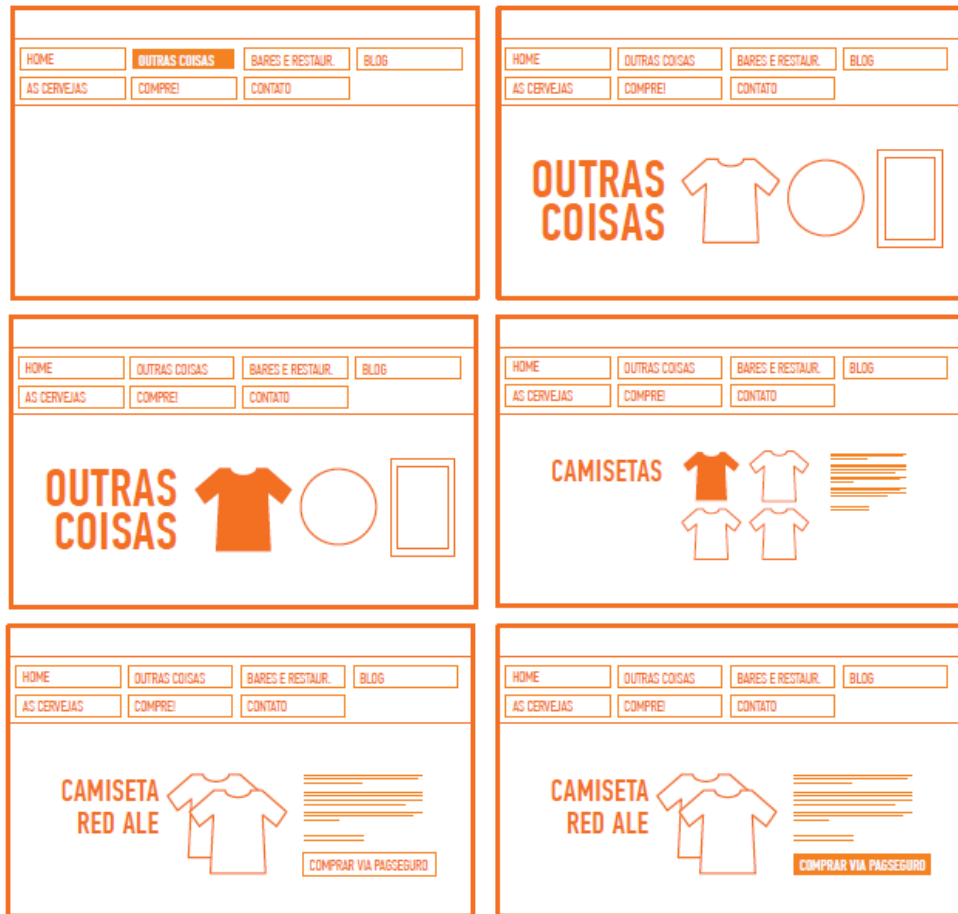 HOME OUTRAS COISAS BARES E RESTAUR. BLOG
AS CERVEJAS COMPRE! CONTATO
HOME OUTRAS COISAS BARES E RESTAUR. BLOG
AS CERVEJAS COMPRE! CONTATO
OUTRAS
COISAS
HOME OUTRAS COISAS BARES E RESTAUR. BLOG
AS CERVEJAS COMPRE! CONTATO
OUTRAS
COISAS
HOME OUTRAS COISAS BARES E RESTAUR. BLOG
AS CERVEJAS COMPRE! CONTATO
CAMISETAS
HOME OUTRAS COISAS BARES E RESTAUR. BLOG
AS CERVEJAS COMPRE! CONTATO
CAMISETA
RED ALE
COMPRAR VIA PAGSEGURO
HOME OUTRAS COISAS BARES E RESTAUR. BLOG
AS CERVEJAS COMPRE! CONTATO
CAMISETA
RED ALE
COMPRAR VIA PAGSEGURO